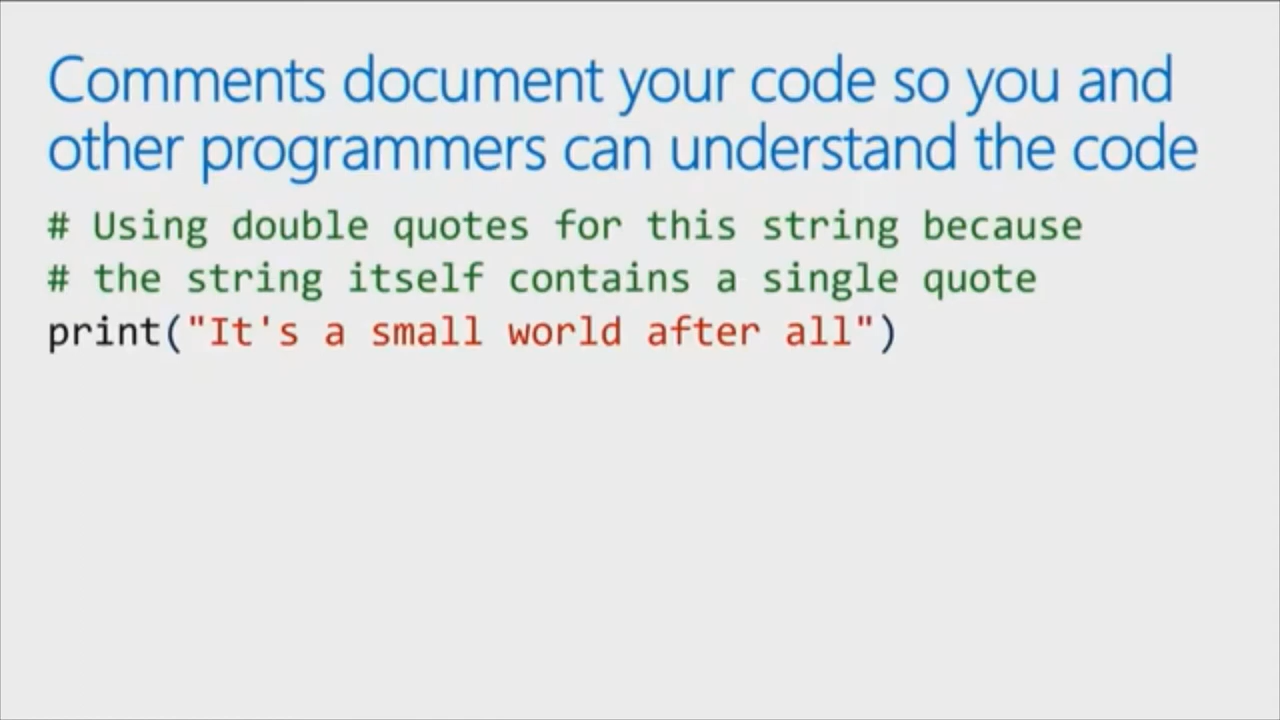 Comments document your code so you and
other programmers can understand the code
# Using double quotes for this string because
# the string itself contains a single quote
print("It's a small world after all")